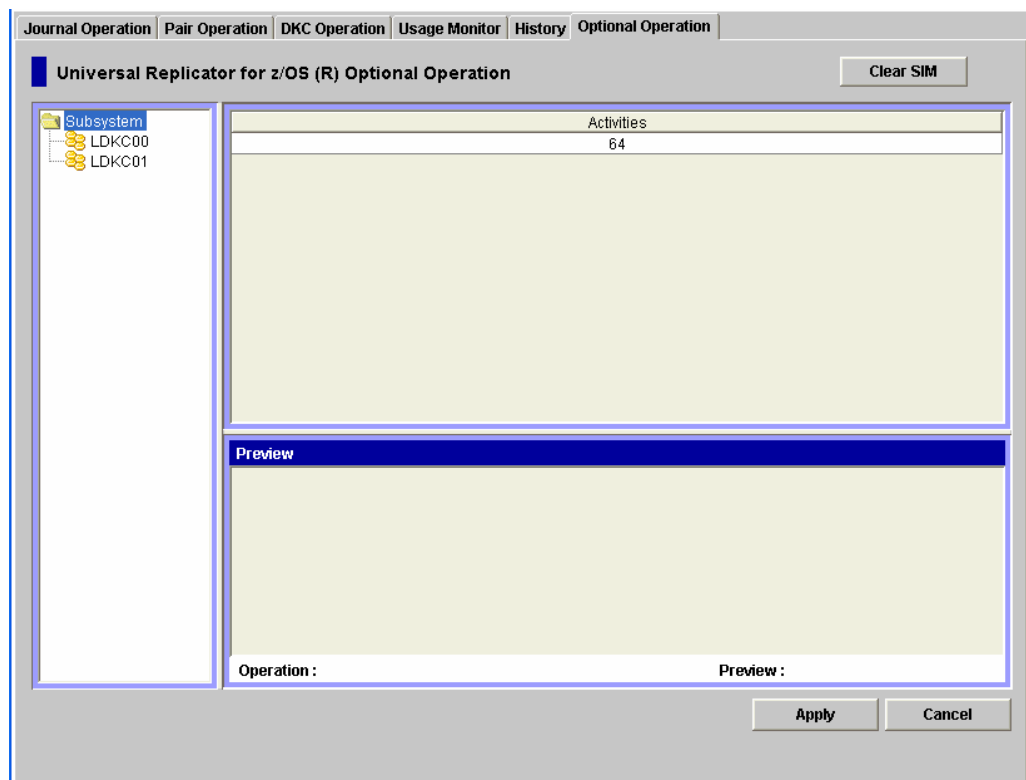 Journal Operation Pair Operation DKC Operation Usage Monitor History Optional Operation
Universal Replicator for z/OS (R) Optional Operation Clear SIM
Subsystem
LDKC00
LDKC01
Activities
64
Preview
Operation : Preview :
Apply Cancel